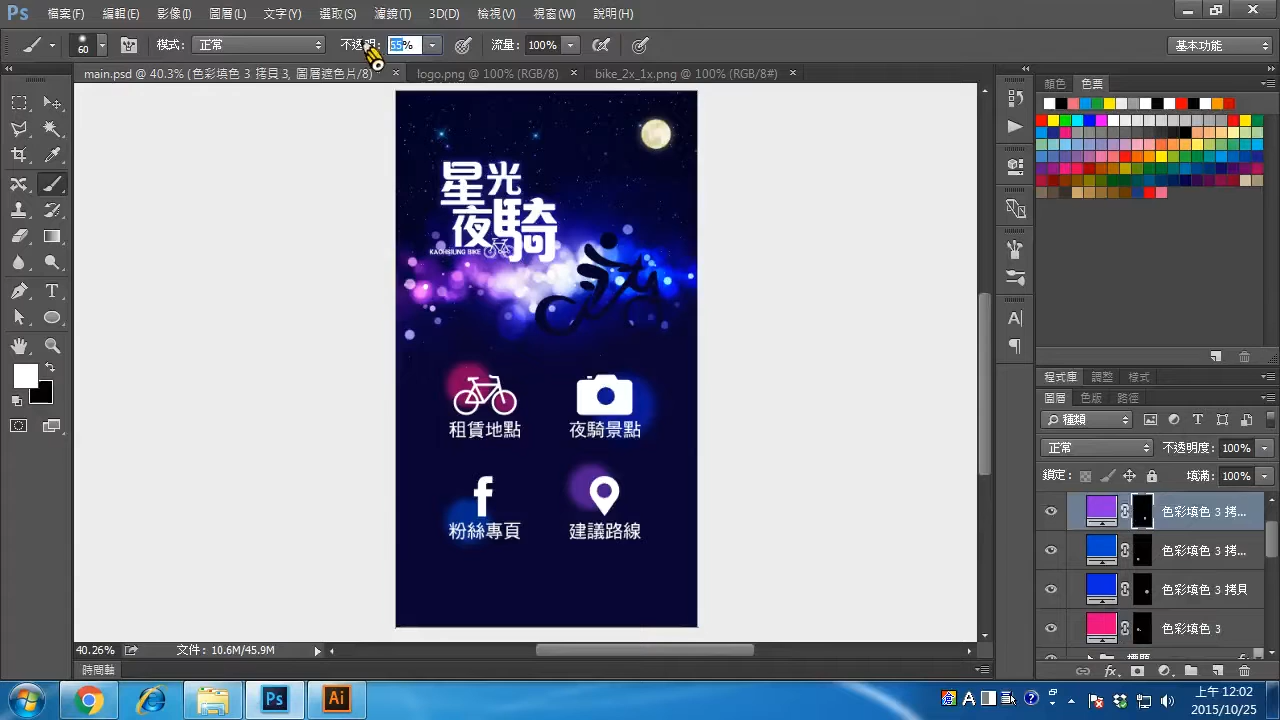 Ps 檔案(F) 編輯(E) 影像(I) 圖層(L) 文字(Y) 選取(S) 濾鏡(T) 3D(D) 檢視(V) 視窗(W) 說明(H)
60 模式: 正常 不透明: 55% 流量: 100% 基本功能
main.psd @ 40.3% (色彩填色 3 拷貝 3, 圖層遮色片/8) logo.png @ 100% (RGB/8) bike_2x_1x.png @ 100% (RGB/8#)
顏色 色票
星光
夜騎
KAOHSIUNG BIKE
租賃地點 夜騎景點
粉絲專頁 建議路線
程式庫 調整 樣式
圖層 色版 路徑
種類
正常 不透明度: 100%
鎖定: 填滿: 100%
色彩填色 3 拷...
色彩填色 3 拷...
色彩填色 3 拷貝
色彩填色 3
標題
40.26% 文件: 10.6M/45.9M
時間軸
Ps Ai
上午 12:02
2015/10/25